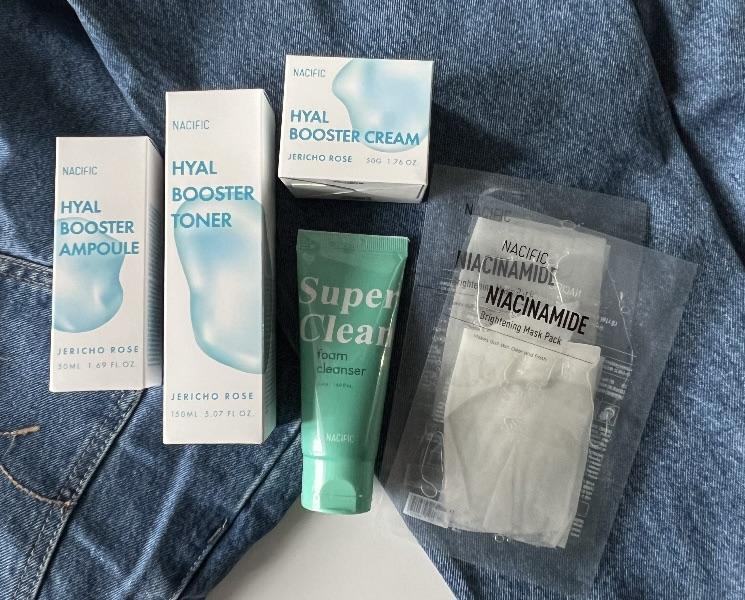 NACIFIC
HYAL
BOOSTER
AMPOULE
JERICHO ROSE
50ML 1.69 FL OZ.
NACIFIC
HYAL
BOOSTER
TONER
JERICHO ROSE
150ML 5.07 FL OZ.
NACIFIC
HYAL
BOOSTER CREAM
JERICHO ROSE 50G 1.76 OZ.
Super
Clean
foam
cleanser
NACIFIC
NACIFIC
NIACINAMIDE
NACIFIC
NIACINAMIDE
Brightening Mask Pack